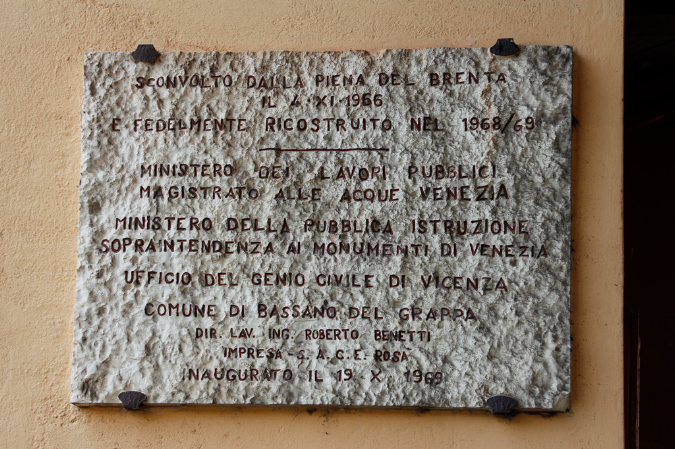 SCONVOLTO DALLA PIENA DEL BRENTA
IL 4·XI·1966
E FEDELMENTE RICOSTRUITO NEL 1968/69
MINISTERO DEI LAVORI PUBBLICI
MAGISTRATO ALLE ACQUE VENEZIA
MINISTERO DELLA PUBBLICA ISTRUZIONE
SOPRAINTENDENZA AI MONUMENTI DI VENEZIA
UFFICIO DEL GENIO CIVILE DI VICENZA
COMUNE DI BASSANO DEL GRAPPA
DIR. LAV. ING. ROBERTO BENETTI
IMPRESA - S.A.C.E. ROSA
INAUGURATO IL 19·X·1969